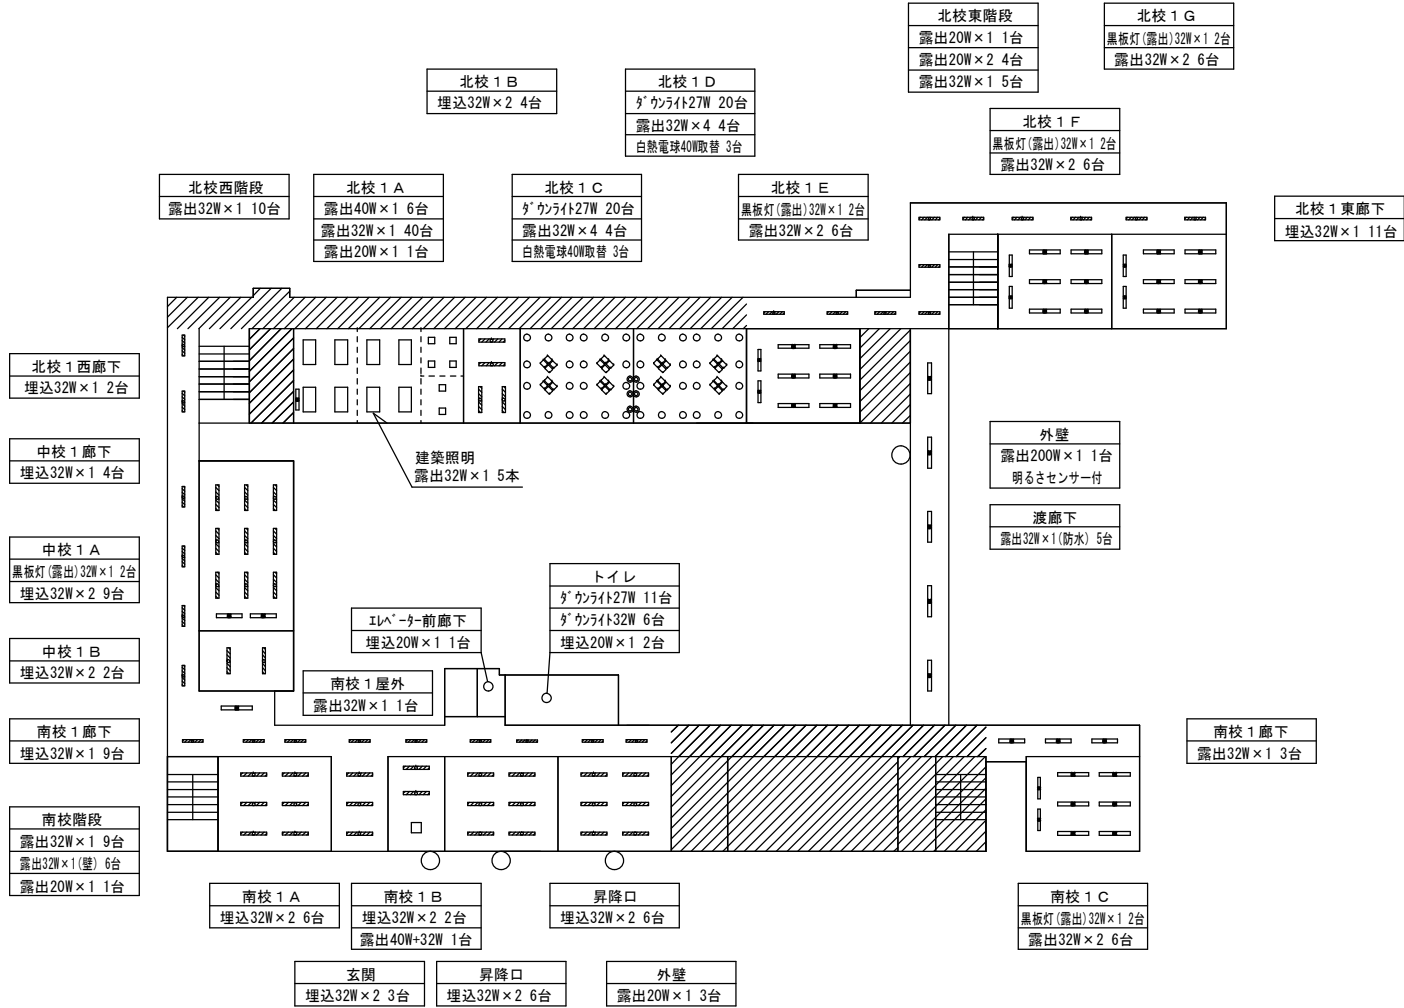 北校東階段
露出20W×1 1台
露出20W×2 4台
露出32W×1 5台
北校１G
黒板灯(露出)32W×1 2台
露出32W×2 6台
北校１B
埋込32W×2 4台
北校１D
ダウンライト27W 20台
露出32W×4 4台
白熱電球40W取替 3台
北校１F
黒板灯(露出)32W×1 2台
露出32W×2 6台
北校西階段
露出32W×1 10台
北校１A
露出40W×1 6台
露出32W×1 40台
露出20W×1 1台
北校１C
ダウンライト27W 20台
露出32W×4 4台
白熱電球40W取替 3台
北校１E
黒板灯(露出)32W×1 2台
露出32W×2 6台
北校１東廊下
埋込32W×1 11台
北校１西廊下
埋込32W×1 2台
中校１廊下
埋込32W×1 4台
建築照明
露出32W×1 5本
外壁
露出200W×1 1台
明るさセンサー付
渡廊下
露出32W×1(防水) 5台
中校１A
黒板灯(露出)32W×1 2台
埋込32W×2 9台
トイレ
ダウンライト27W 11台
ダウンライト32W 6台
埋込20W×1 2台
エレベーター前廊下
埋込20W×1 1台
中校１B
埋込32W×2 2台
南校１屋外
露出32W×1 1台
南校１廊下
埋込32W×1 9台
南校１廊下
露出32W×1 3台
南校階段
露出32W×1 9台
露出32W×1(壁) 6台
露出20W×1 1台
南校１A
埋込32W×2 6台
南校１B
埋込32W×2 2台
露出40W+32W 1台
昇降口
埋込32W×2 6台
南校１C
黒板灯(露出)32W×1 2台
露出32W×2 6台
玄関
埋込32W×2 3台
昇降口
埋込32W×2 6台
外壁
露出20W×1 3台